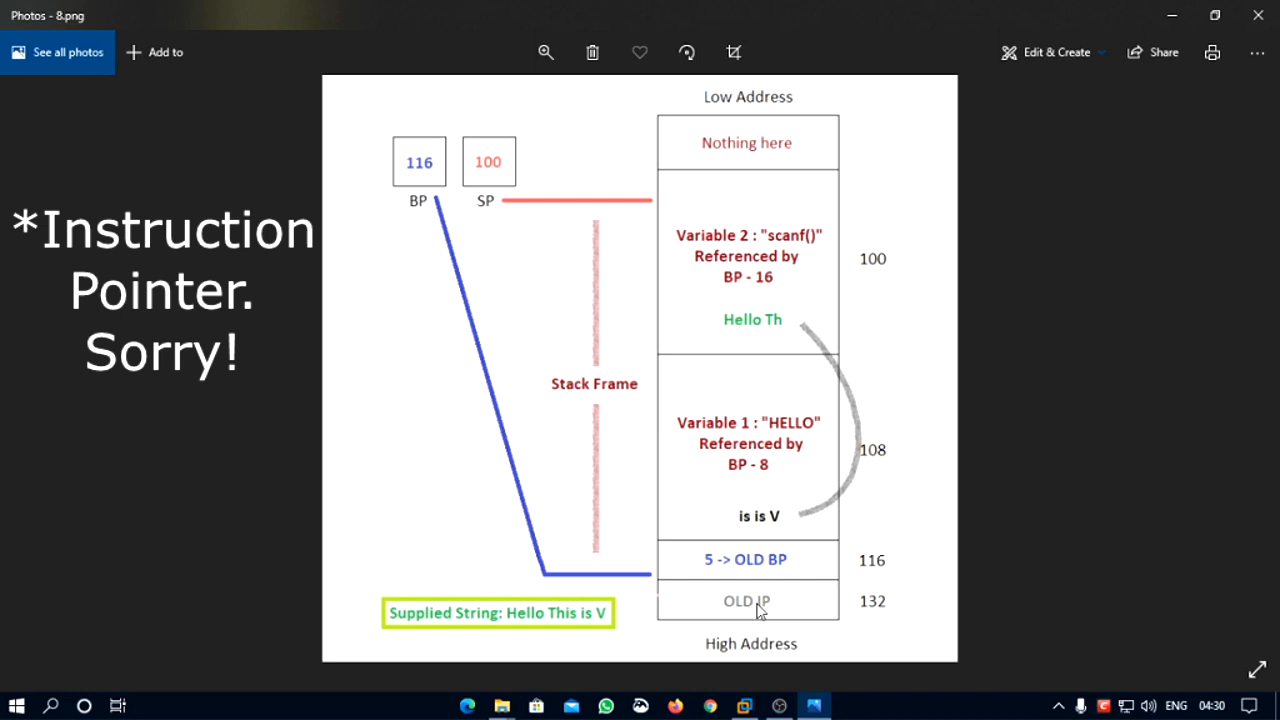 Photos - 8.png
See all photos
Add to
Edit & Create
Share
Low Address
Nothing here
116
100
BP
SP
*Instruction
Pointer.
Sorry!
Variable 2 : "scanf()"
Referenced by
BP - 16
100
Hello Th
Stack Frame
Variable 1 : "HELLO"
Referenced by
BP - 8
108
is is V
5 -> OLD BP
116
OLD IP
132
Supplied String: Hello This is V
High Address
ENG
04:30